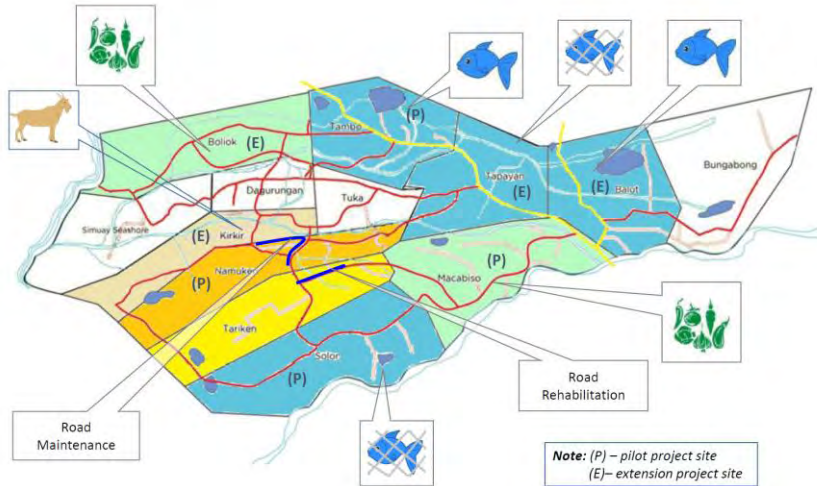 (P)
Tambo
Boliok
(E)
Tapayan
(E)
(E)
Balot
Bungabong
Dagurungan
Tuka
Simuay Seashore
(E)
Kirkir
Namoken
(P)
Macabiso
(P)
Tariken
Solon
(P)
Road
Maintenance
Road
Rehabilitation
Note: (P) – pilot project site
(E)– extension project site